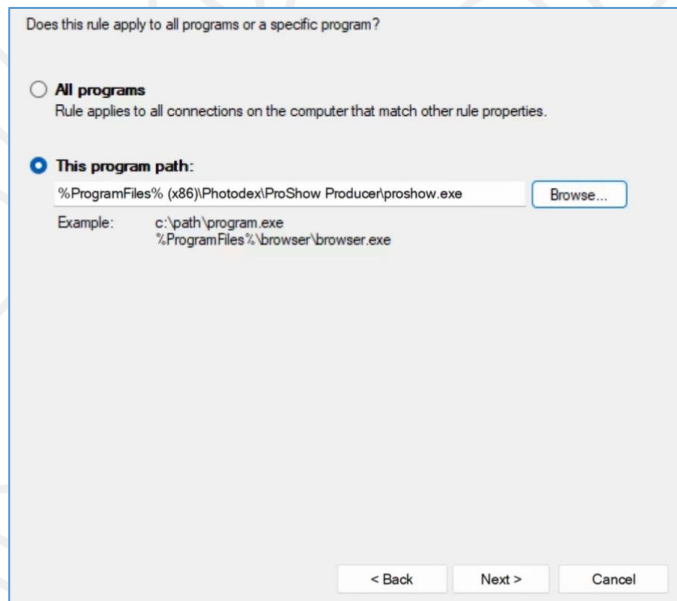 Does this rule apply to all programs or a specific program?
All programs
Rule applies to all connections on the computer that match other rule properties.
This program path:
%ProgramFiles% (x86)\Photodex\ProShow Producer\proshow.exe
Browse...
Example: c:\path\program.exe
%ProgramFiles%\browser\browser.exe
< Back Next > Cancel